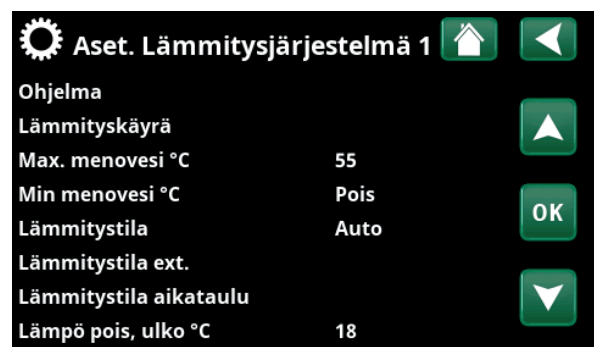 Aset. Lämmitysjärjestelmä 1
Ohjelma
Lämmityskäyrä
Max. menovesi °C 55
Min menovesi °C Pois
Lämmitystila Auto
OK
Lämmitystila ext.
Lämmitystila aikataulu
Lämpö pois, ulko °C 18